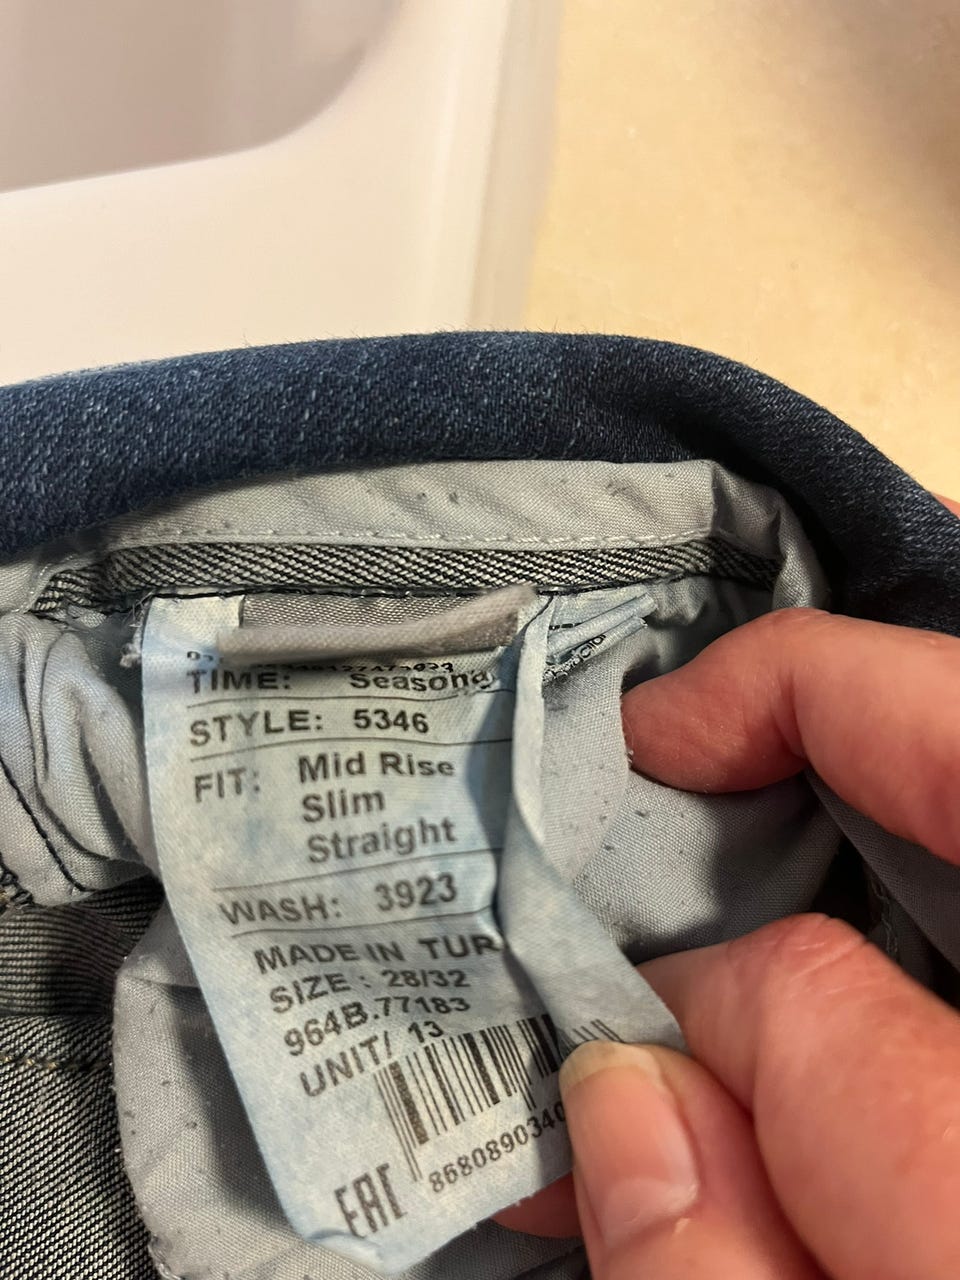 TIME: Seasonal
STYLE: 5346
FIT: Mid Rise
Slim
Straight
WASH: 3923
MADE IN TUR
SIZE : 28/32
964B.77183
UNIT/ 13
8680890340
EAC